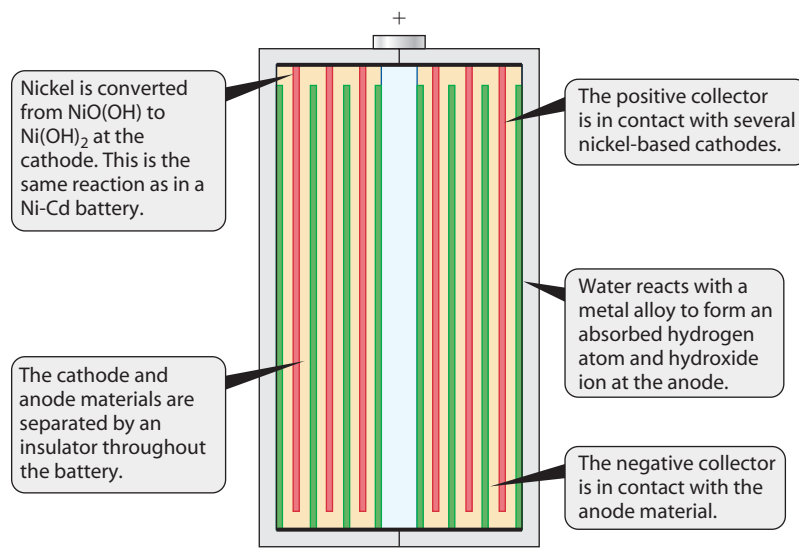 +
Nickel is converted
from NiO(OH) to
Ni(OH)₂ at the
cathode. This is the
same reaction as in a
Ni-Cd battery.
The positive collector
is in contact with several
nickel-based cathodes.
Water reacts with a
metal alloy to form an
absorbed hydrogen
atom and hydroxide
ion at the anode.
The cathode and
anode materials are
separated by an
insulator throughout
the battery.
The negative collector
is in contact with the
anode material.